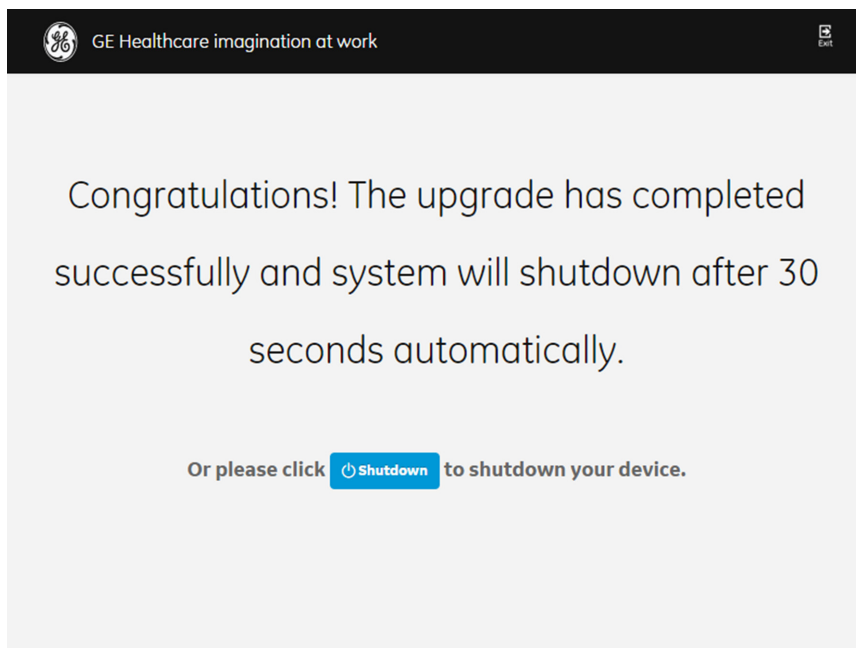 GE Healthcare imagination at work
Exit
Congratulations! The upgrade has completed
successfully and system will shutdown after 30
seconds automatically.
Or please click Shutdown to shutdown your device.